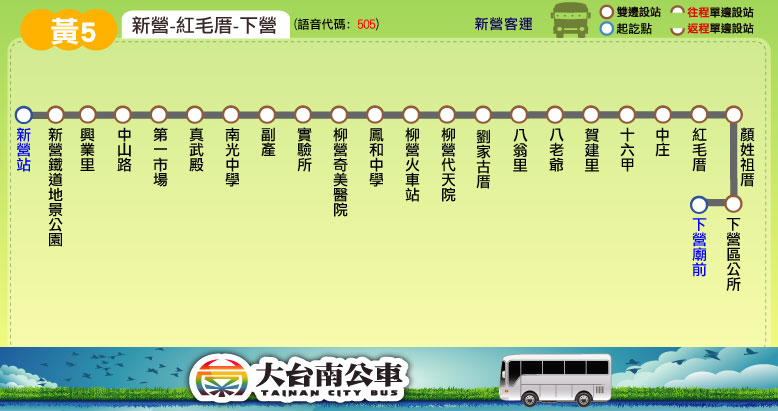 黃5
新營-紅毛厝-下營
(語音代碼: 505)
新營客運
雙邊設站
往程單邊設站
起訖點
返程單邊設站
新營站
新營鐵道地景公園
興業里
中山路
第一市場
真武殿
南光中學
副產
實驗所
柳營奇美醫院
鳳和中學
柳營火車站
柳營代天院
劉家古厝
八翁里
八老爺
賀建里
十六甲
中庄
紅毛厝
顏姓祖厝
下營區公所
下營廟前
大台南公車
TAINAN CITY BUS